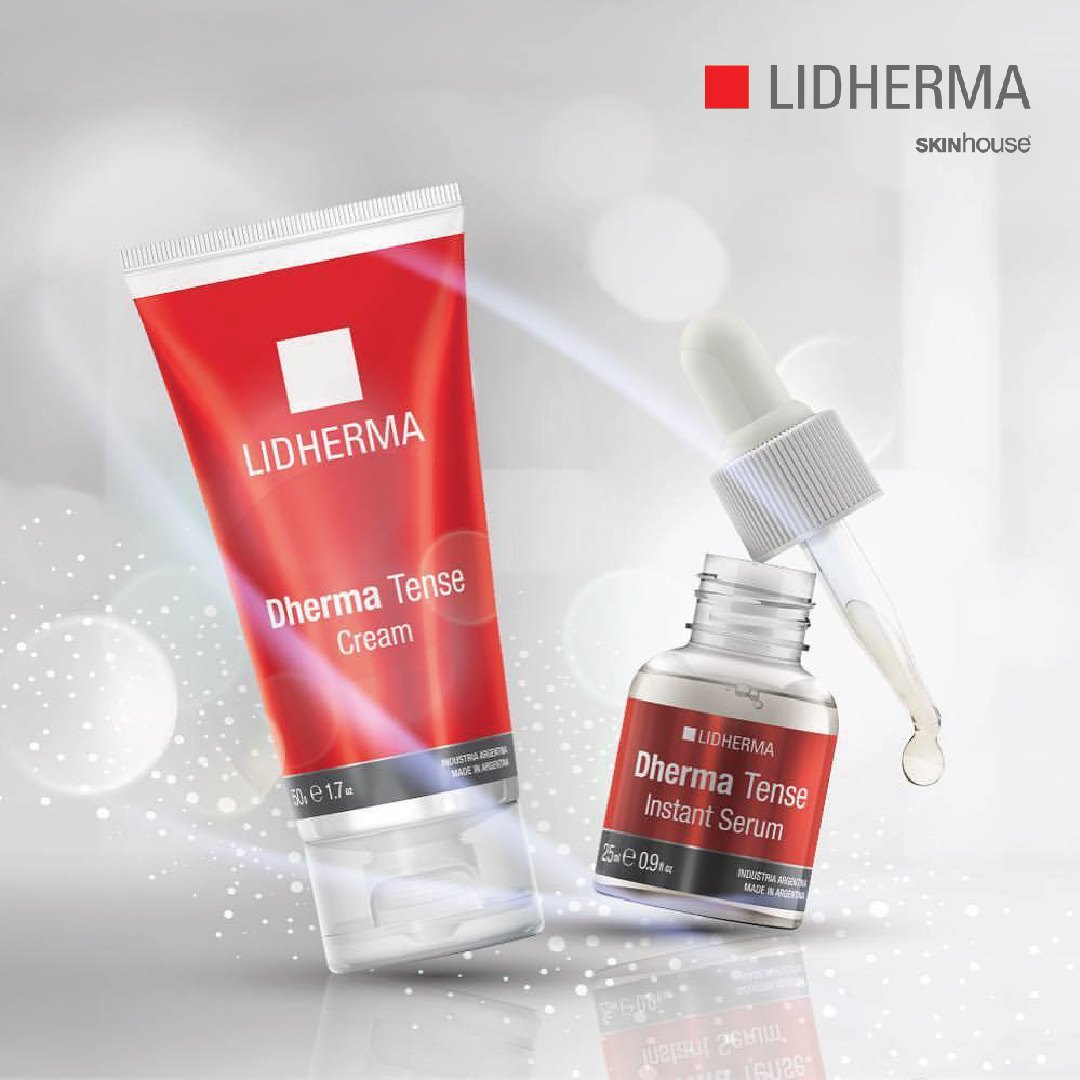 LIDHERMA
SKINhouse
LIDHERMA
Dherma Tense
Cream
50g ℮ 1.7 oz
INDUSTRIA ARGENTINA
MADE IN ARGENTINA
LIDHERMA
Dherma Tense
Instant Serum
25ml ℮ 0.9 fl oz
INDUSTRIA ARGENTINA
MADE IN ARGENTINA